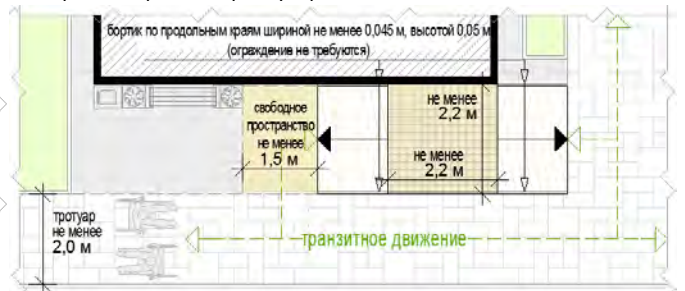 бортик по продольным краям шириной не менее 0,045 м, высотой 0,05 м
(ограждение не требуются)
свободное
пространство
не менее
1,5 м
не менее
2,2 м
не менее
2,2 м
тротуар
не менее
2,0 м
транзитное движение